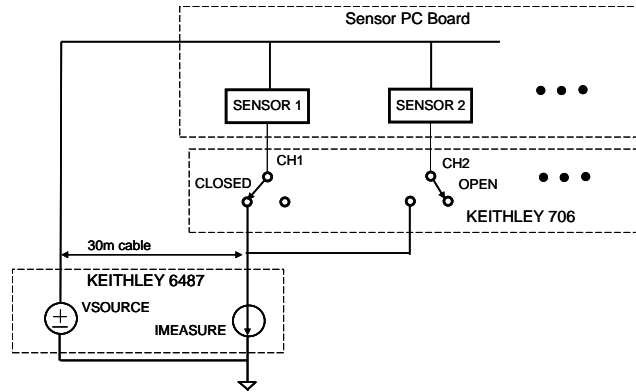 Sensor PC Board
SENSOR 1
SENSOR 2
CH1
CH2
CLOSED
OPEN
KEITHLEY 706
30m cable
KEITHLEY 6487
VSOURCE
IMEASURE